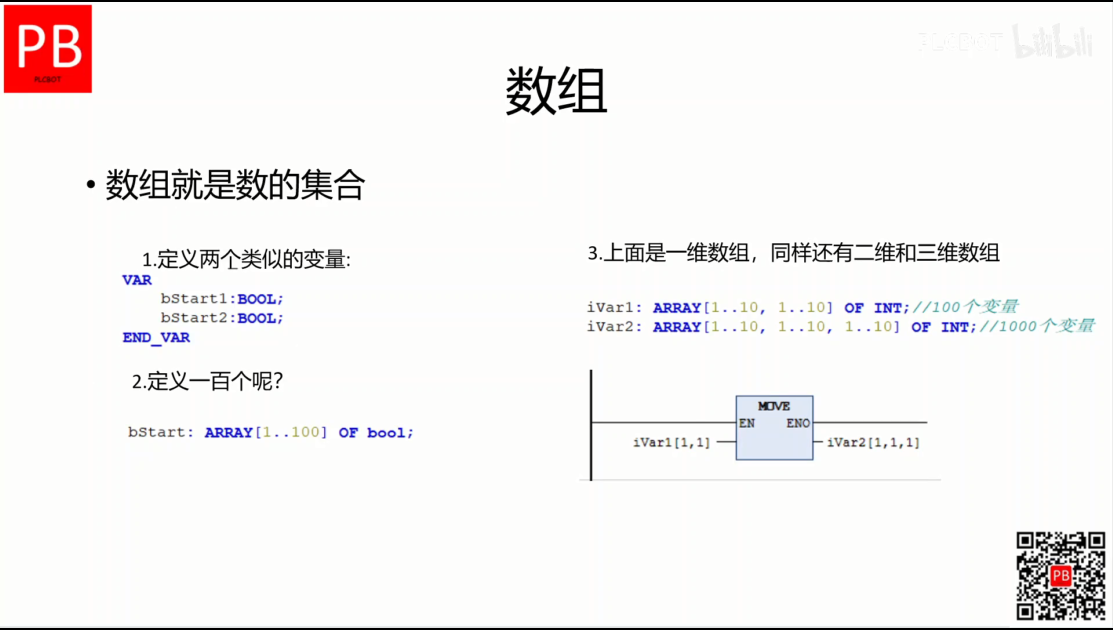 PB
PLCBOT
PLCBOT bilibili
数组
• 数组就是数的集合
1.定义两个类似的变量:
VAR
bStart1:BOOL;
bStart2:BOOL;
END_VAR
2.定义一百个呢？
bStart: ARRAY[1..100] OF bool;
3.上面是一维数组，同样还有二维和三维数组
iVar1: ARRAY[1..10, 1..10] OF INT;//100个变量
iVar2: ARRAY[1..10, 1..10, 1..10] OF INT;//1000个变量
MOVE
EN ENO
iVar1[1,1] iVar2[1,1,1]
PB